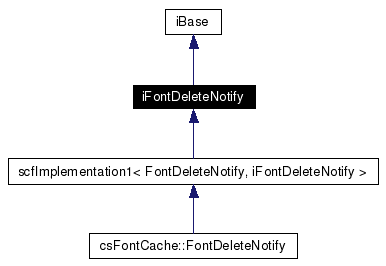 iBase
iFontDeleteNotify
scfImplementation1< FontDeleteNotify, iFontDeleteNotify >
csFontCache::FontDeleteNotify